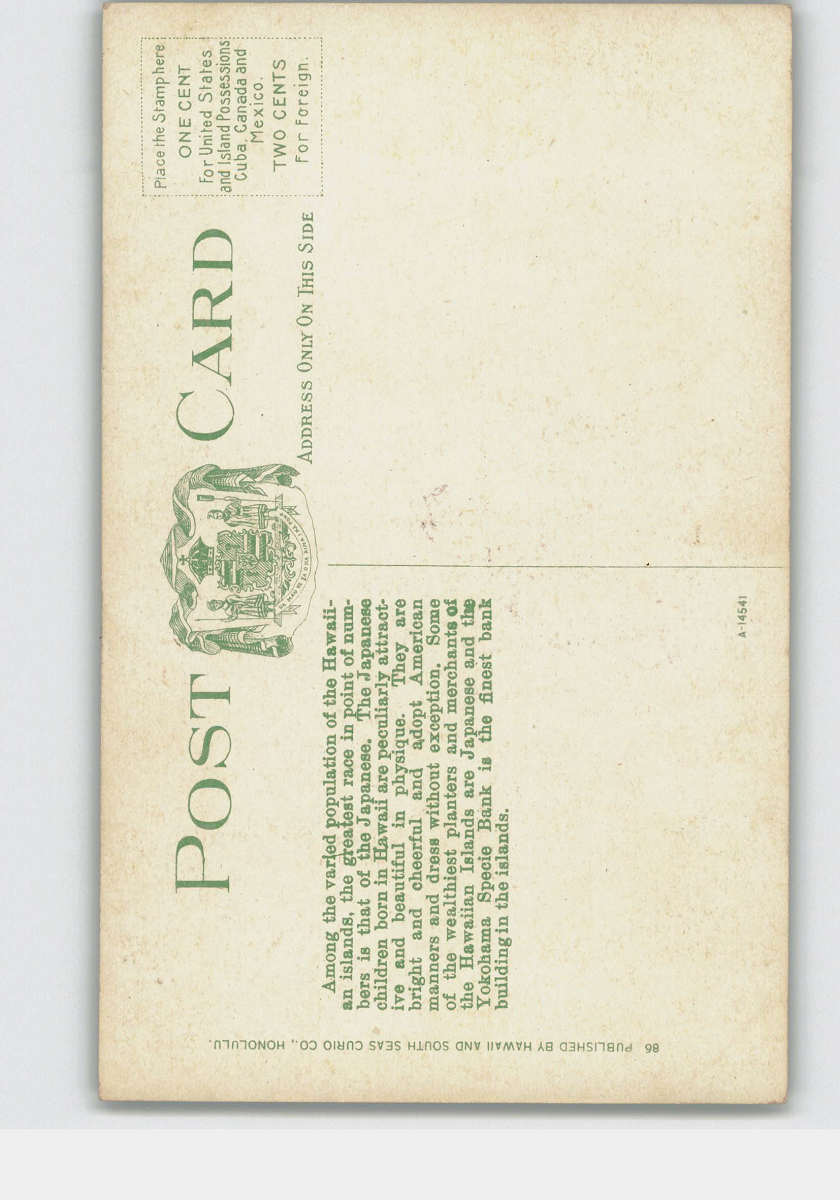 POST CARD
Place the Stamp here
ONE CENT
For United States
and Island Possessions
Cuba, Canada and
Mexico.
TWO CENTS
For Foreign.
ADDRESS ONLY ON THIS SIDE
Among the varied population of the Hawaii-
an islands, the greatest race in point of num-
bers is that of the Japanese. The Japanese
children born in Hawaii are peculiarly attract-
ive and beautiful in physique. They are
bright and cheerful and adopt American
manners and dress without exception. Some
of the wealthiest planters and merchants of
the Hawaiian Islands are Japanese and the
Yokohama Specie Bank is the finest bank
building in the islands.
A-14541
86 PUBLISHED BY HAWAII AND SOUTH SEAS CURIO CO., HONOLULU.